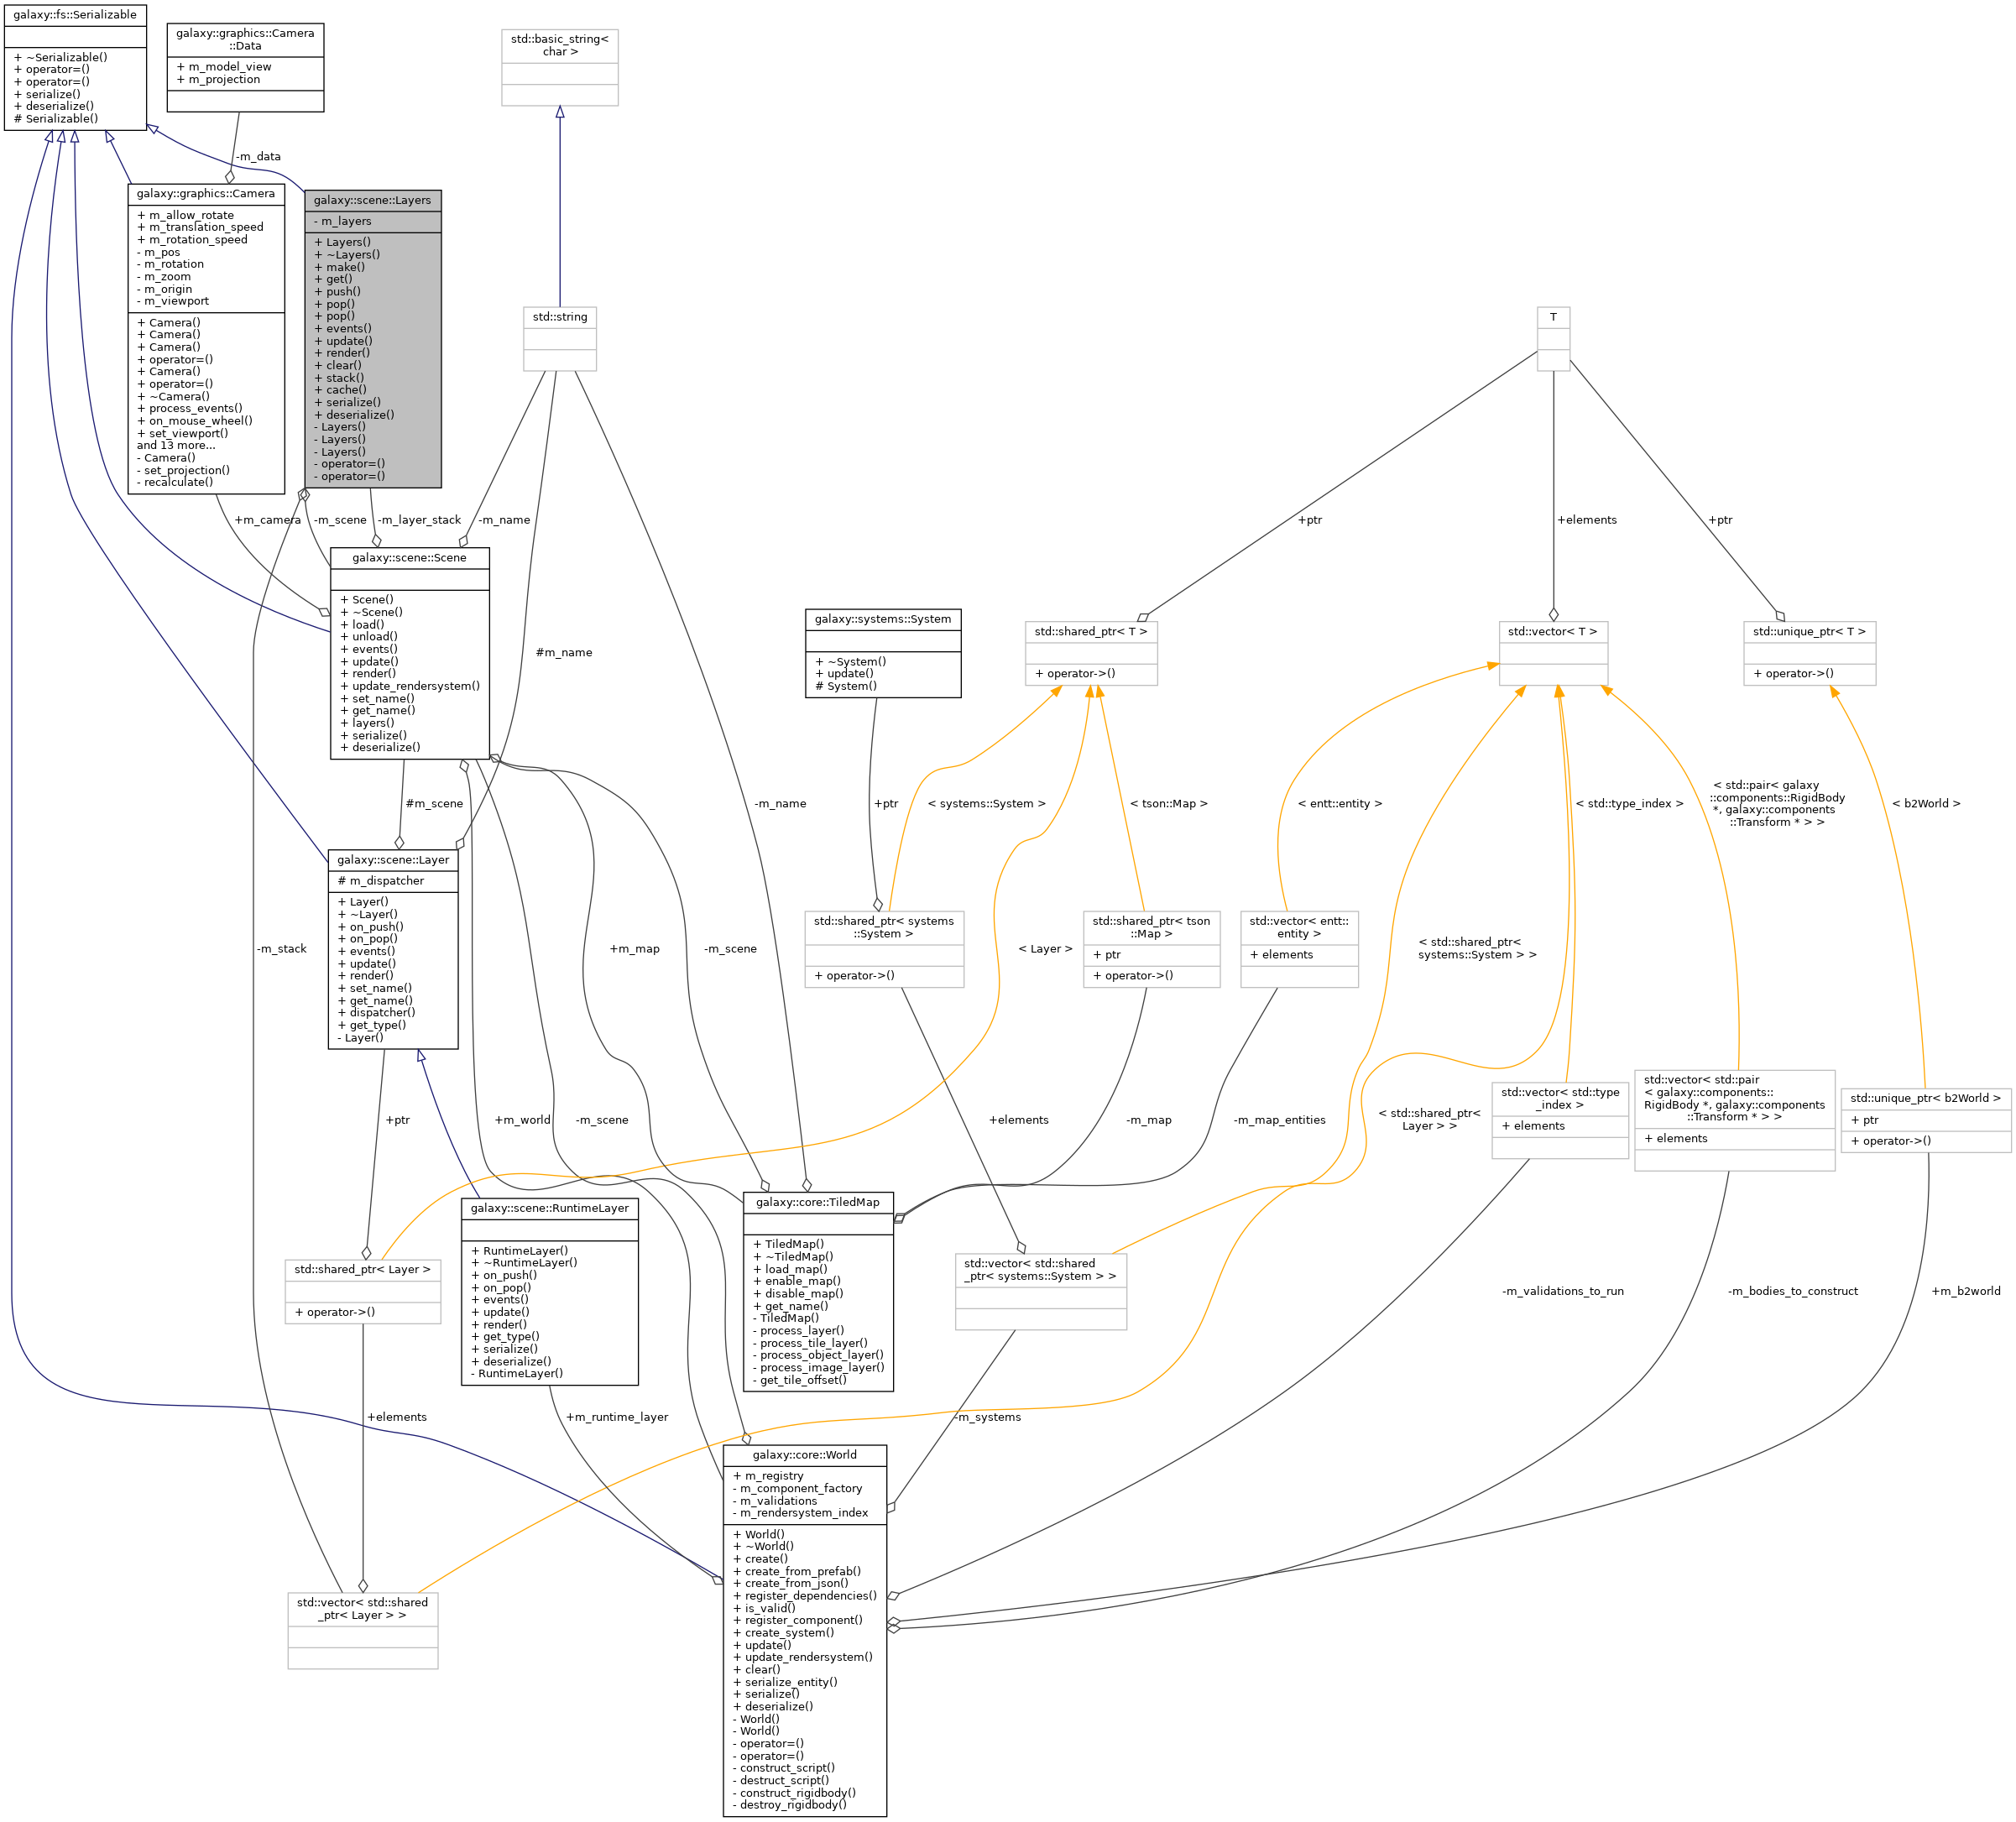 galaxy::fs::Serializable
+ ~Serializable()
+ operator=()
+ operator=()
+ serialize()
+ deserialize()
# Serializable()
galaxy::graphics::Camera
::Data
+ m_model_view
+ m_projection
std::basic_string<
char >
-m_data
galaxy::graphics::Camera
+ m_allow_rotate
+ m_translation_speed
+ m_rotation_speed
- m_pos
- m_rotation
- m_zoom
- m_origin
- m_viewport
+ Camera()
+ Camera()
+ Camera()
+ operator=()
+ Camera()
+ operator=()
+ ~Camera()
+ process_events()
+ on_mouse_wheel()
+ set_viewport()
and 13 more...
- Camera()
- set_projection()
- recalculate()
galaxy::scene::Layers
- m_layers
+ Layers()
+ ~Layers()
+ make()
+ get()
+ push()
+ pop()
+ pop()
+ events()
+ update()
+ render()
+ clear()
+ stack()
+ cache()
+ serialize()
+ deserialize()
- Layers()
- Layers()
- Layers()
- operator=()
- operator=()
std::string
T
+m_camera
-m_scene
-m_layer_stack
-m_name
+ptr
+elements
+ptr
galaxy::scene::Scene
+ Scene()
+ ~Scene()
+ load()
+ unload()
+ events()
+ update()
+ render()
+ update_rendersystem()
+ set_name()
+ get_name()
+ layers()
+ serialize()
+ deserialize()
#m_name
galaxy::systems::System
+ ~System()
+ update()
# System()
std::shared_ptr< T >
+ operator->()
std::vector< T >
std::unique_ptr< T >
+ operator->()
#m_scene
-m_name
+ptr
< systems::System >
< tson::Map >
< entt::entity >
< std::type_index >
< std::pair< galaxy
::components::RigidBody
*, galaxy::components
::Transform * > >
< b2World >
galaxy::scene::Layer
# m_dispatcher
+ Layer()
+ ~Layer()
+ on_push()
+ on_pop()
+ events()
+ update()
+ render()
+ set_name()
+ get_name()
+ dispatcher()
+ get_type()
- Layer()
-m_stack
+m_map
-m_scene
std::shared_ptr< systems
::System >
+ operator->()
< Layer >
std::shared_ptr< tson
::Map >
+ ptr
+ operator->()
std::vector< entt::
entity >
+ elements
< std::shared_ptr<
systems::System > >
+ptr
+m_world
-m_scene
+elements
-m_map
-m_map_entities
< std::shared_ptr<
Layer > >
std::vector< std::type
_index >
+ elements
std::vector< std::pair
< galaxy::components::
RigidBody *, galaxy::components
::Transform * > >
+ elements
std::unique_ptr< b2World >
+ ptr
+ operator->()
std::shared_ptr< Layer >
+ operator->()
galaxy::scene::RuntimeLayer
+ RuntimeLayer()
+ ~RuntimeLayer()
+ on_push()
+ on_pop()
+ events()
+ update()
+ render()
+ get_type()
+ serialize()
+ deserialize()
- RuntimeLayer()
galaxy::core::TiledMap
+ TiledMap()
+ ~TiledMap()
+ load_map()
+ enable_map()
+ disable_map()
+ get_name()
- TiledMap()
- process_layer()
- process_tile_layer()
- process_object_layer()
- process_image_layer()
- get_tile_offset()
std::vector< std::shared
_ptr< systems::System > >
-m_validations_to_run
-m_bodies_to_construct
+m_b2world
+elements
+m_runtime_layer
-m_systems
std::vector< std::shared
_ptr< Layer > >
galaxy::core::World
+ m_registry
- m_component_factory
- m_validations
- m_rendersystem_index
+ World()
+ ~World()
+ create()
+ create_from_prefab()
+ create_from_json()
+ register_dependencies()
+ is_valid()
+ register_component()
+ create_system()
+ update()
+ update_rendersystem()
+ clear()
+ serialize_entity()
+ serialize()
+ deserialize()
- World()
- World()
- operator=()
- operator=()
- construct_script()
- destruct_script()
- construct_rigidbody()
- destroy_rigidbody()